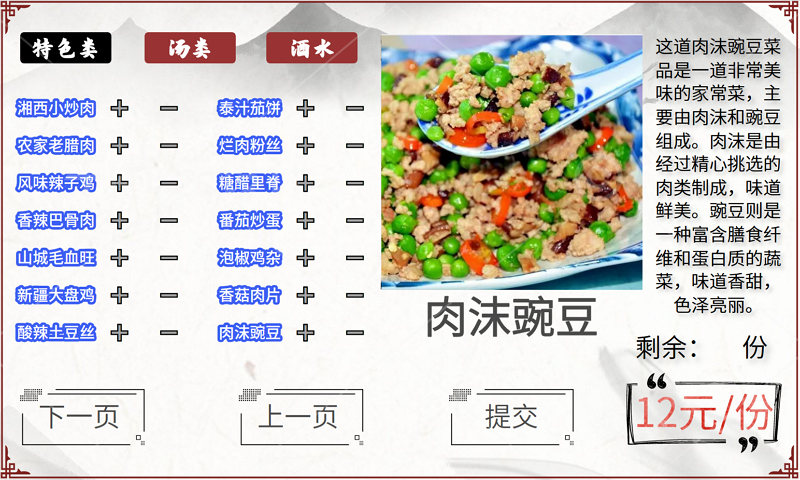 特色类 汤类 酒水
湘西小炒肉 泰汁茄饼
农家老腊肉 烂肉粉丝
风味辣子鸡 糖醋里脊
香辣巴骨肉 番茄炒蛋
山城毛血旺 泡椒鸡杂
新疆大盘鸡 香菇肉片
酸辣土豆丝 肉沫豌豆
肉沫豌豆
这道肉沫豌豆菜
品是一道非常美
味的家常菜，主
要由肉沫和豌豆
组成。肉沫是由
经过精心挑选的
肉类制成，味道
鲜美。豌豆则是
一种富含膳食纤
维和蛋白质的蔬
菜，味道香甜，
色泽亮丽。
剩余： 份
12元/份
下一页 上一页 提交